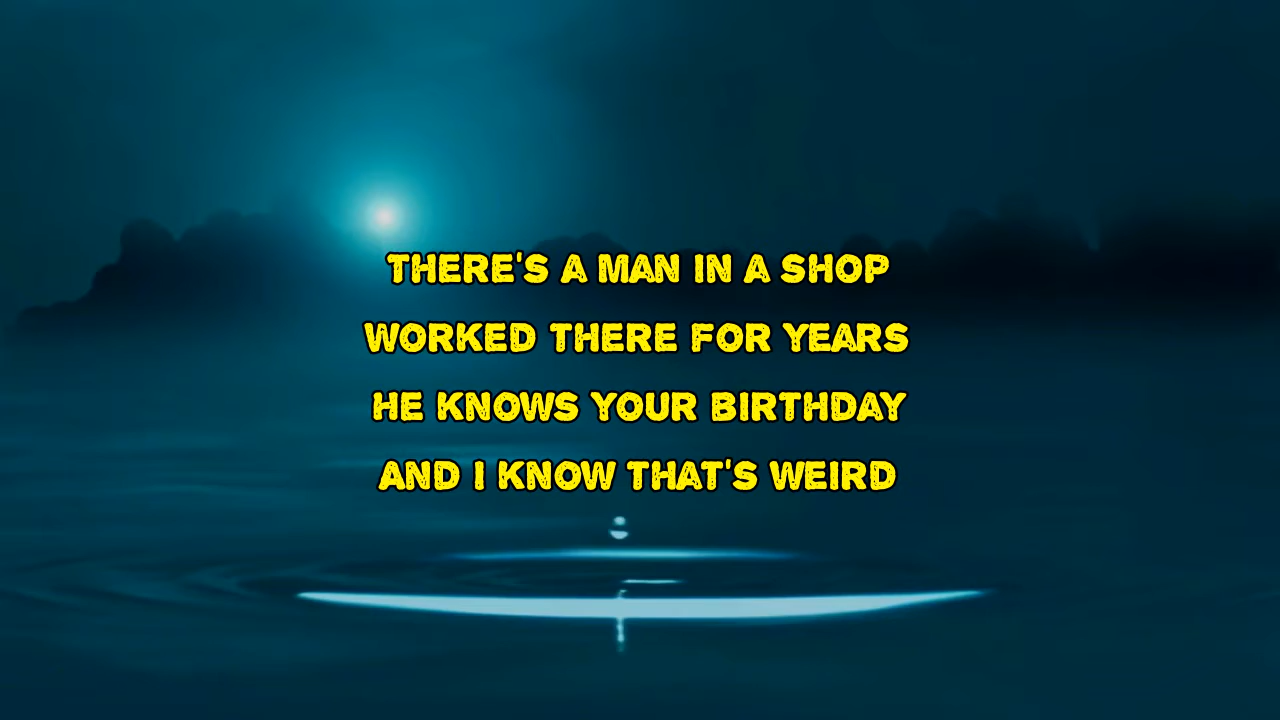 THERE'S A MAN IN A SHOP
WORKED THERE FOR YEARS
HE KNOWS YOUR BIRTHDAY
AND I KNOW THAT'S WEIRD